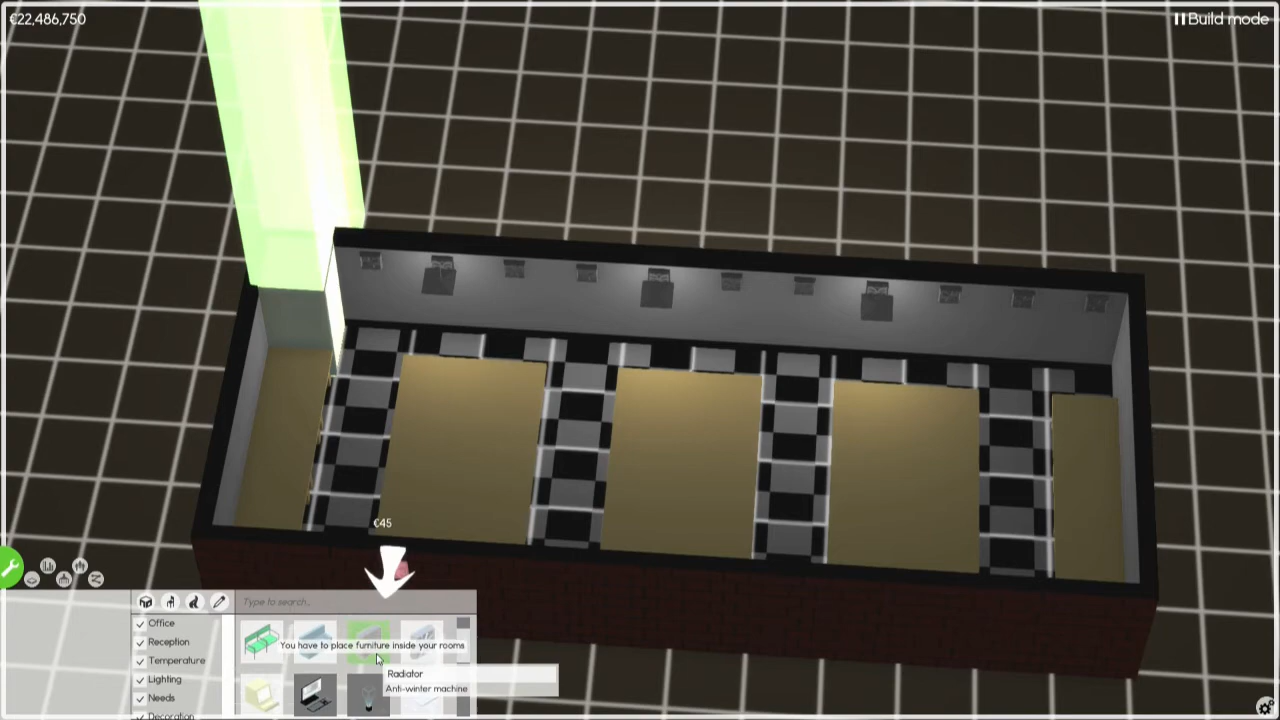 €22,486,750
Build mode
€45
Type to search..
Office
Reception
Temperature
Lighting
Needs
Decoration
You have to place furniture inside your rooms
Radiator
Anti-winter machine